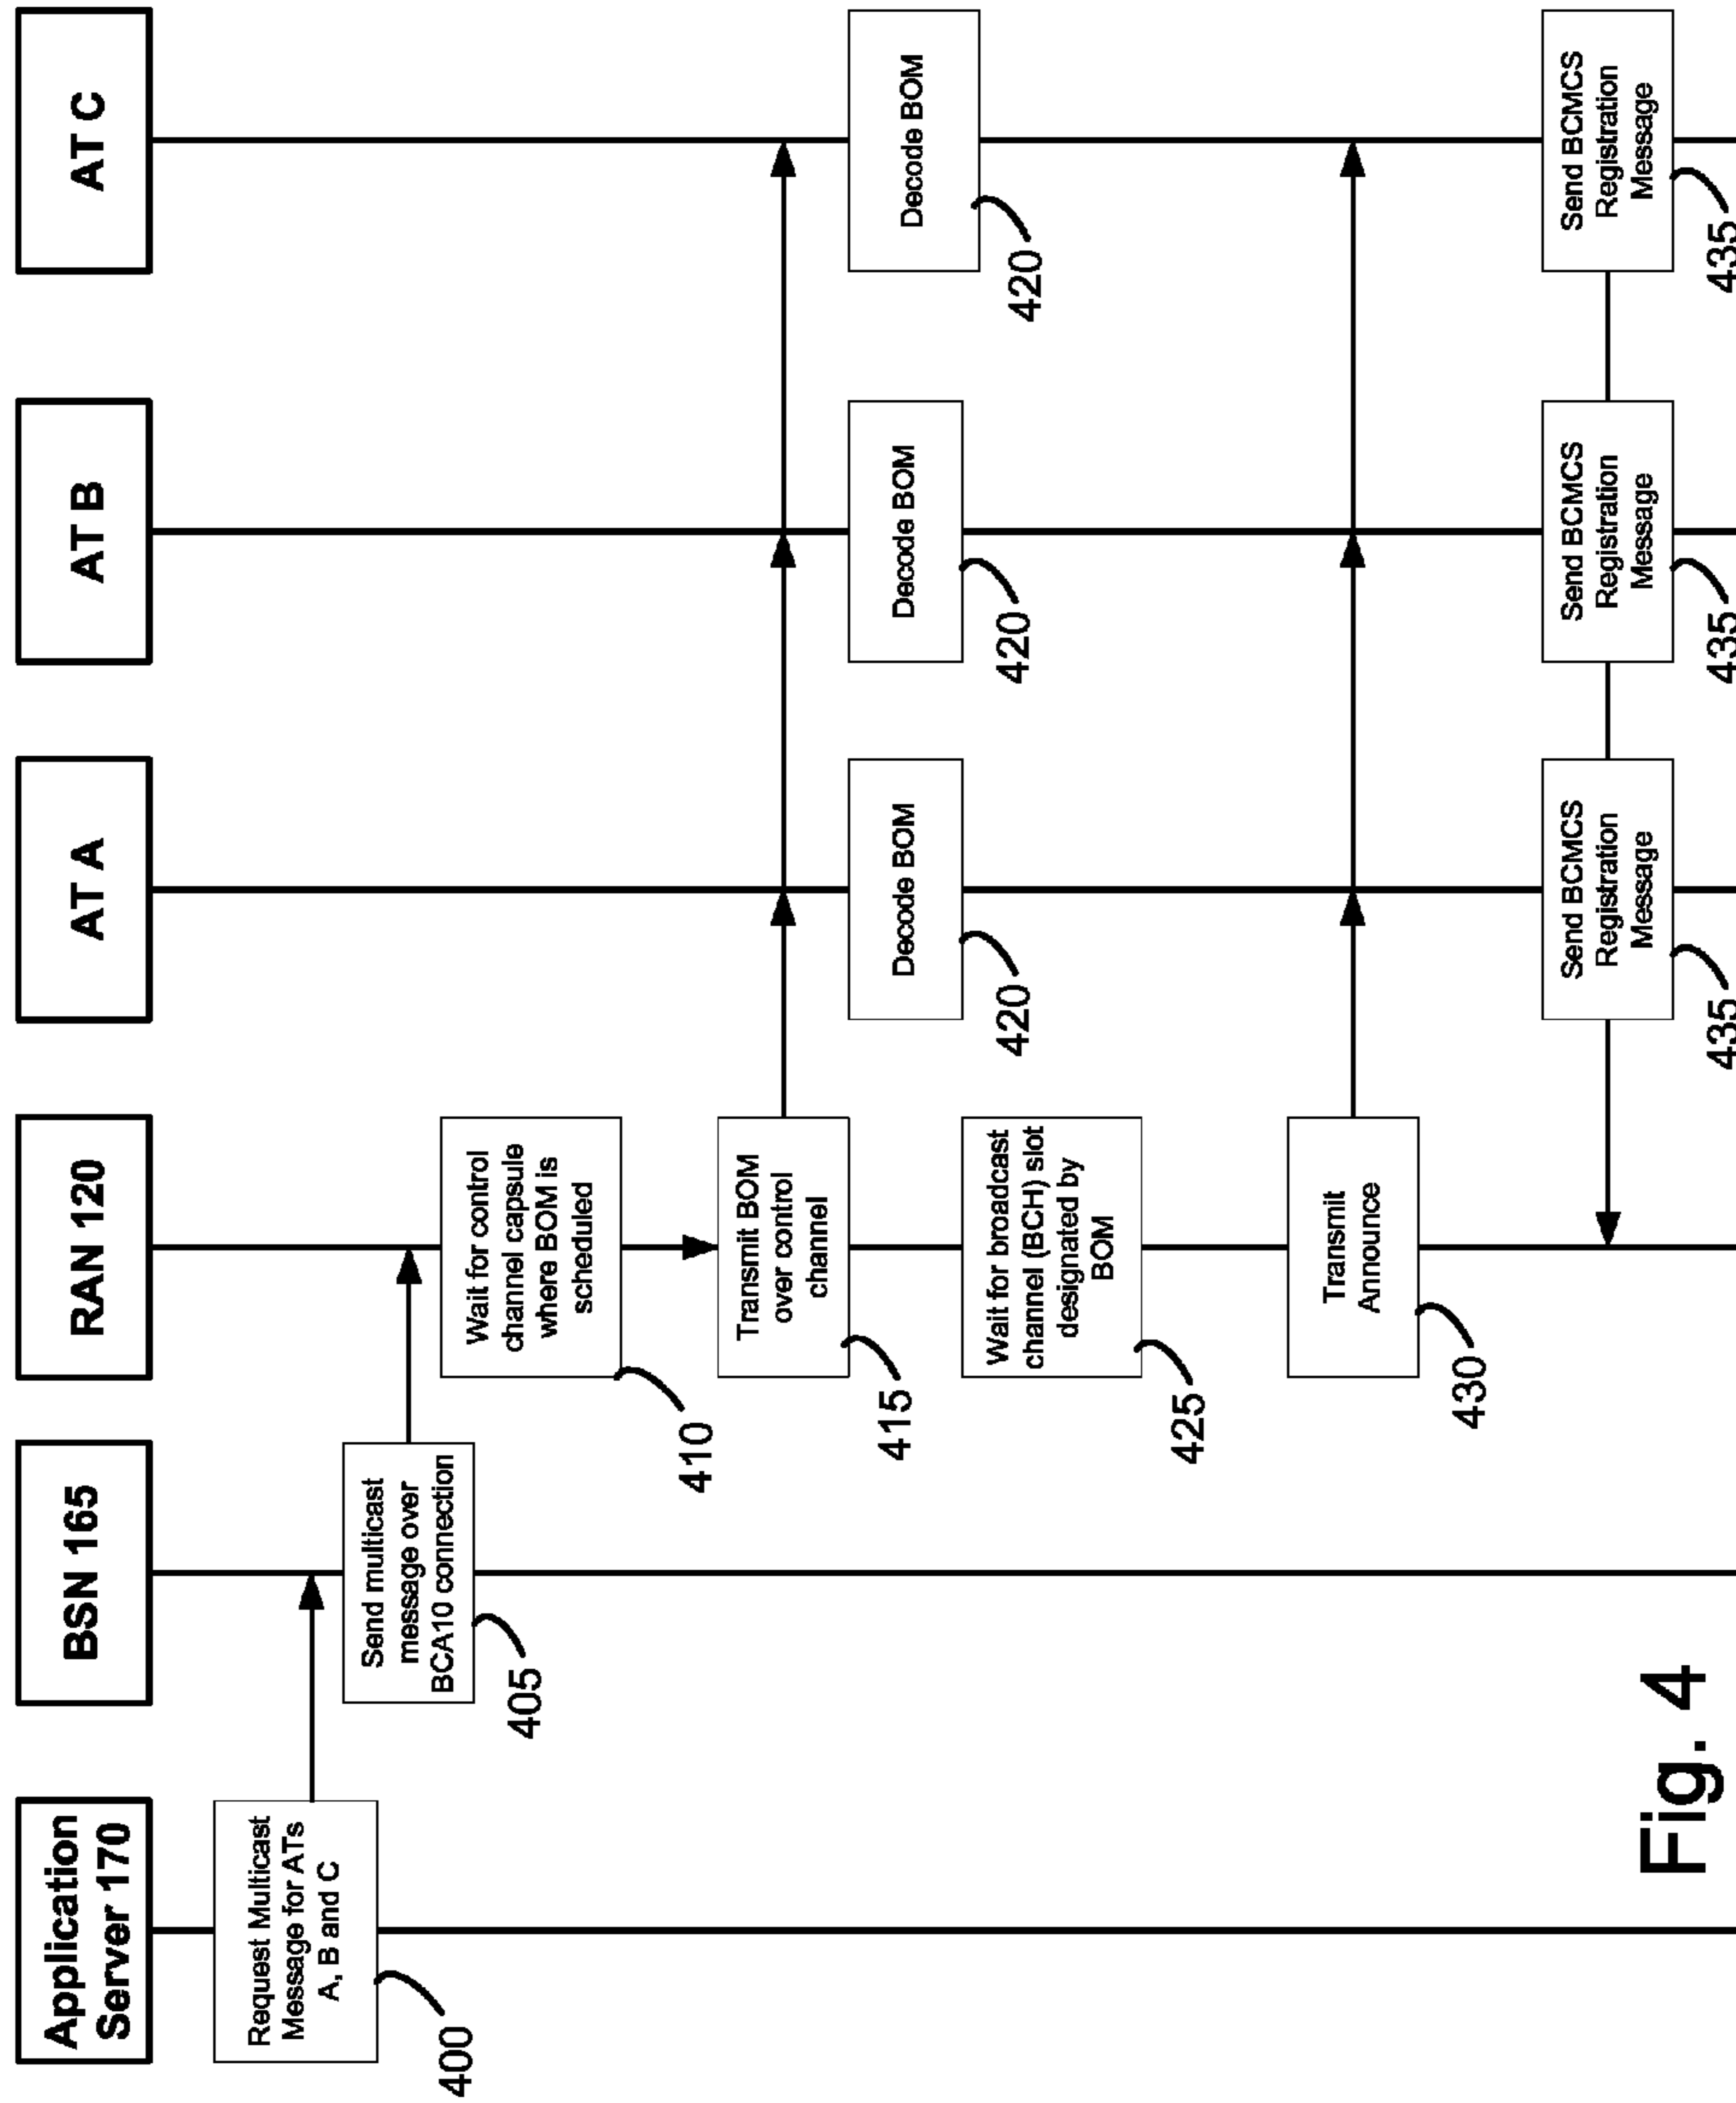 Application
Server 170
BSN 165
RAN 120
AT A
AT B
AT C
Request Multicast
Message for ATs
A, B and C
400
Send multicast
message over
BCA10 connection
405
Wait for control
channel capsule
where BOM is
scheduled
410
Transmit BOM
over control
channel
415
Decode BOM
420
Decode BOM
420
Decode BOM
420
Wait for broadcast
channel (BCH) slot
designated by
BOM
425
Transmit
Announce
430
Send BCMCS
Registration
Message
435
Send BCMCS
Registration
Message
435
Send BCMCS
Registration
Message
435
Fig. 4